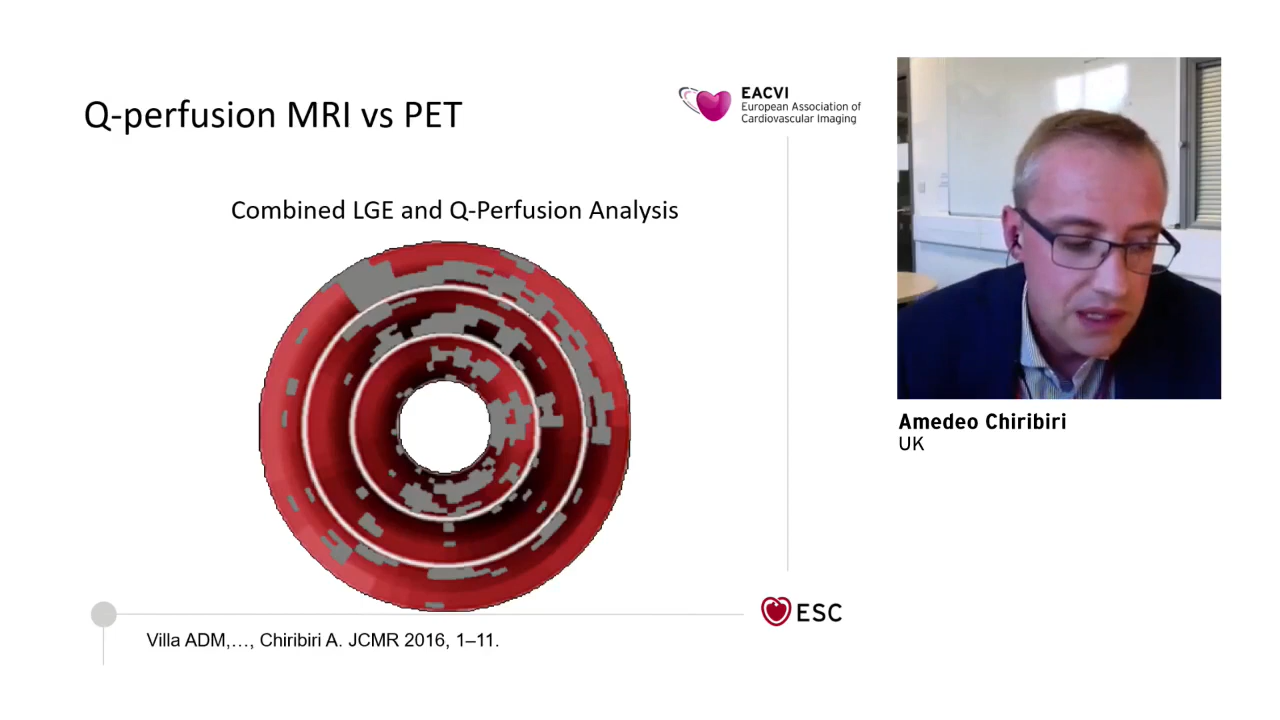 Q-perfusion MRI vs PET
EACVI
European Association of
Cardiovascular Imaging
Combined LGE and Q-Perfusion Analysis
Amedeo Chiribiri
UK
ESC
Villa ADM,…, Chiribiri A. JCMR 2016, 1–11.